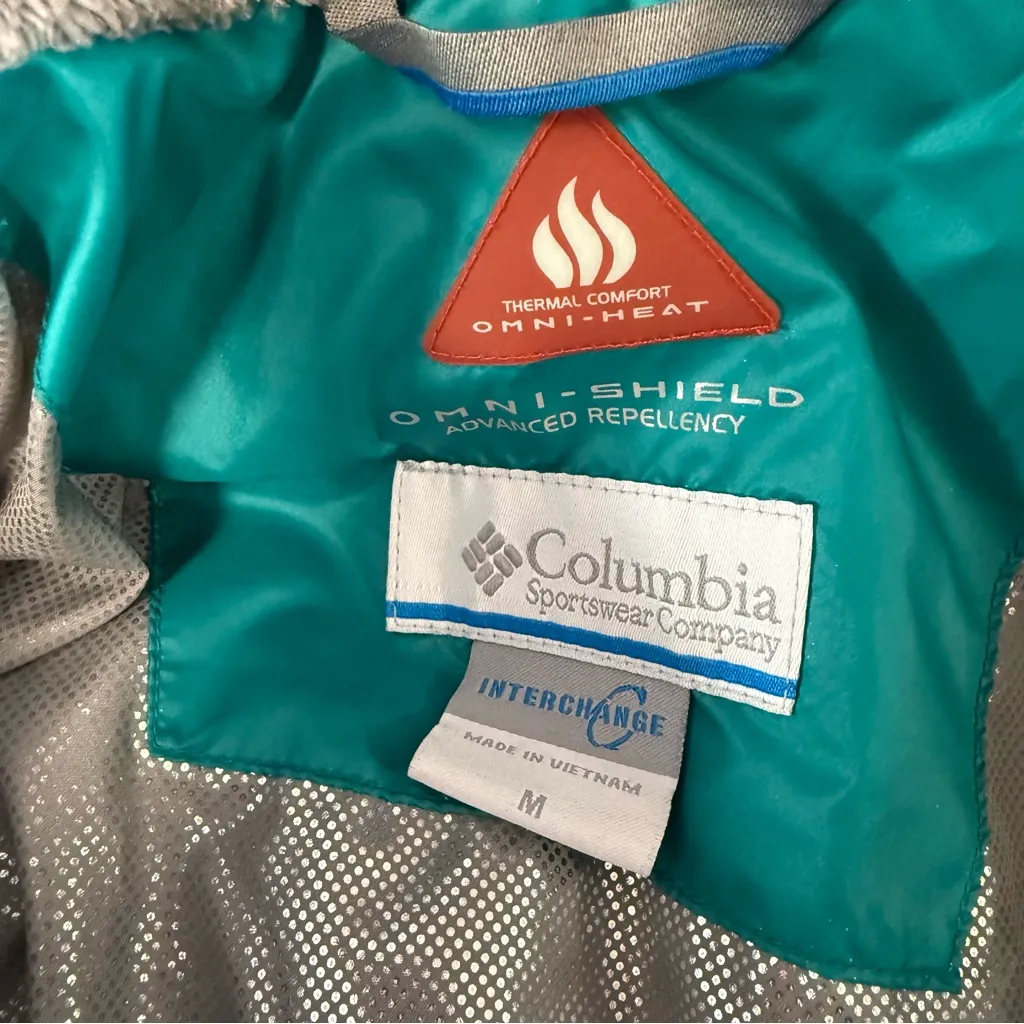 THERMAL COMFORT
OMNI-HEAT
OMNI-SHIELD
ADVANCED REPELLENCY
Columbia
Sportswear Company
INTERCHANGE
MADE IN VIETNAM
M